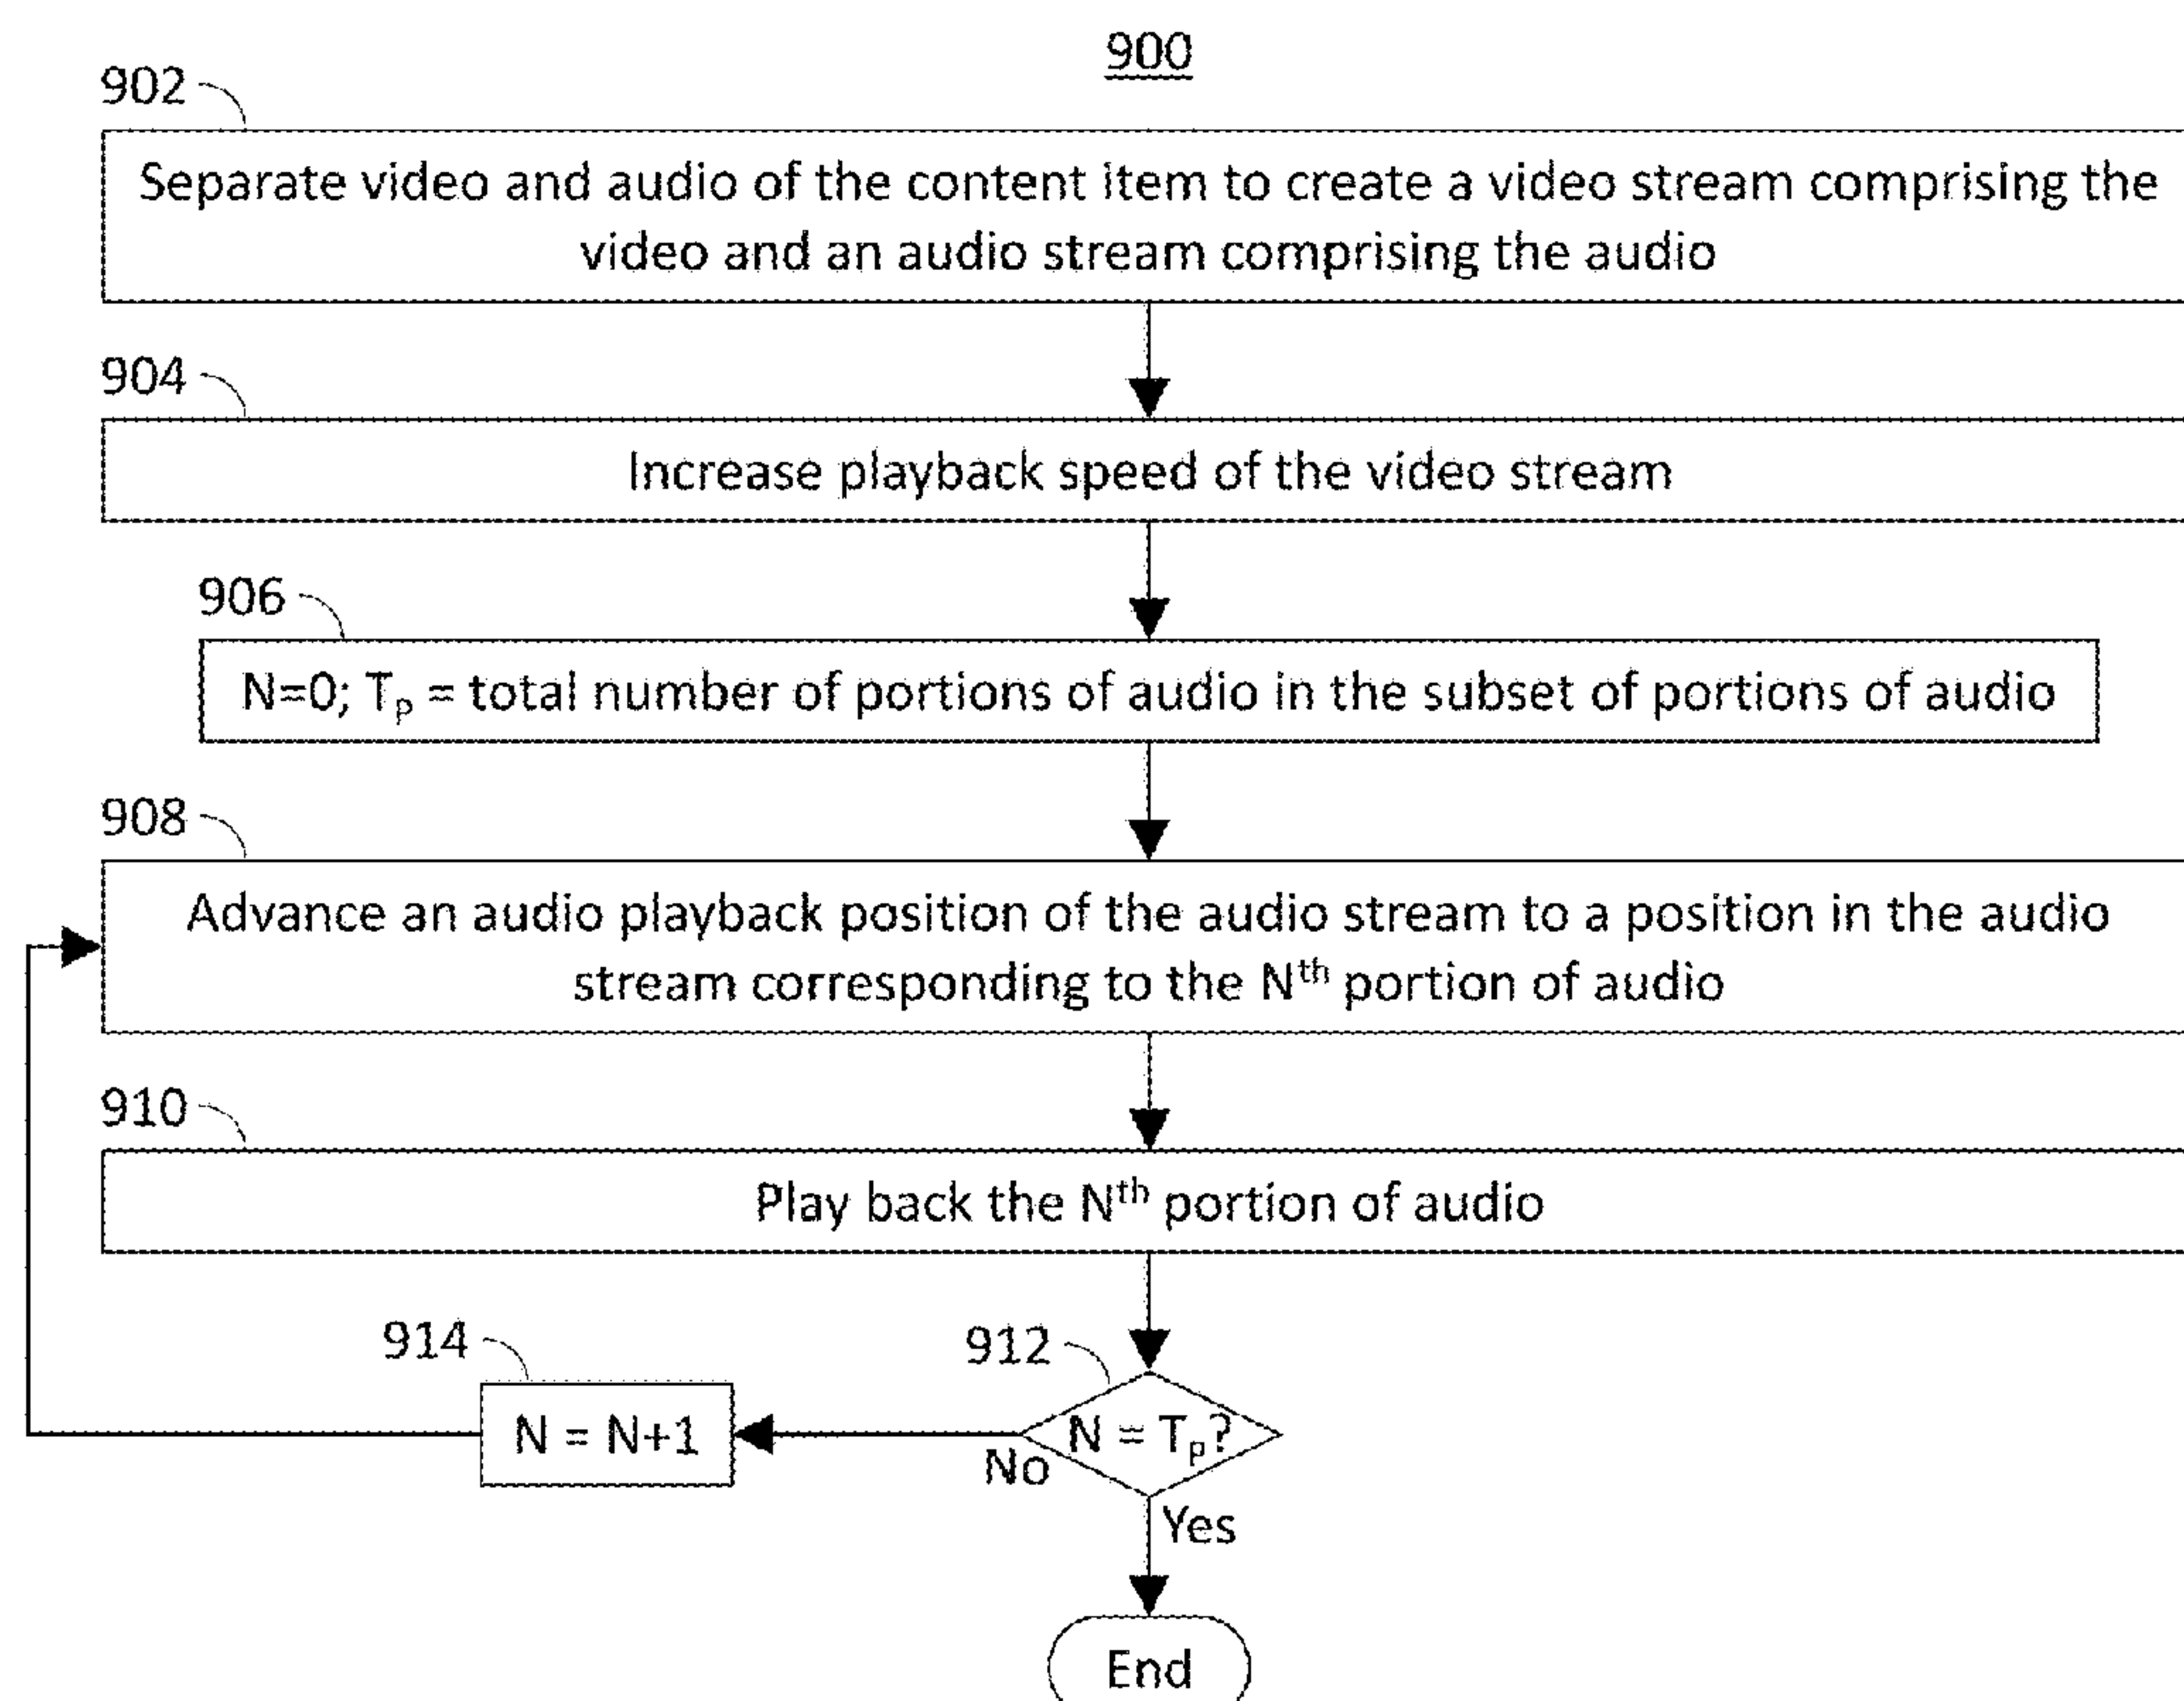 900
902
Separate video and audio of the content item to create a video stream comprising the
video and an audio stream comprising the audio
904
Increase playback speed of the video stream
906
N=0; Tp = total number of portions of audio in the subset of portions of audio
908
Advance an audio playback position of the audio stream to a position in the audio
stream corresponding to the Nth portion of audio
910
Play back the Nth portion of audio
914
912
N = N+1
N = Tp?
No
Yes
End